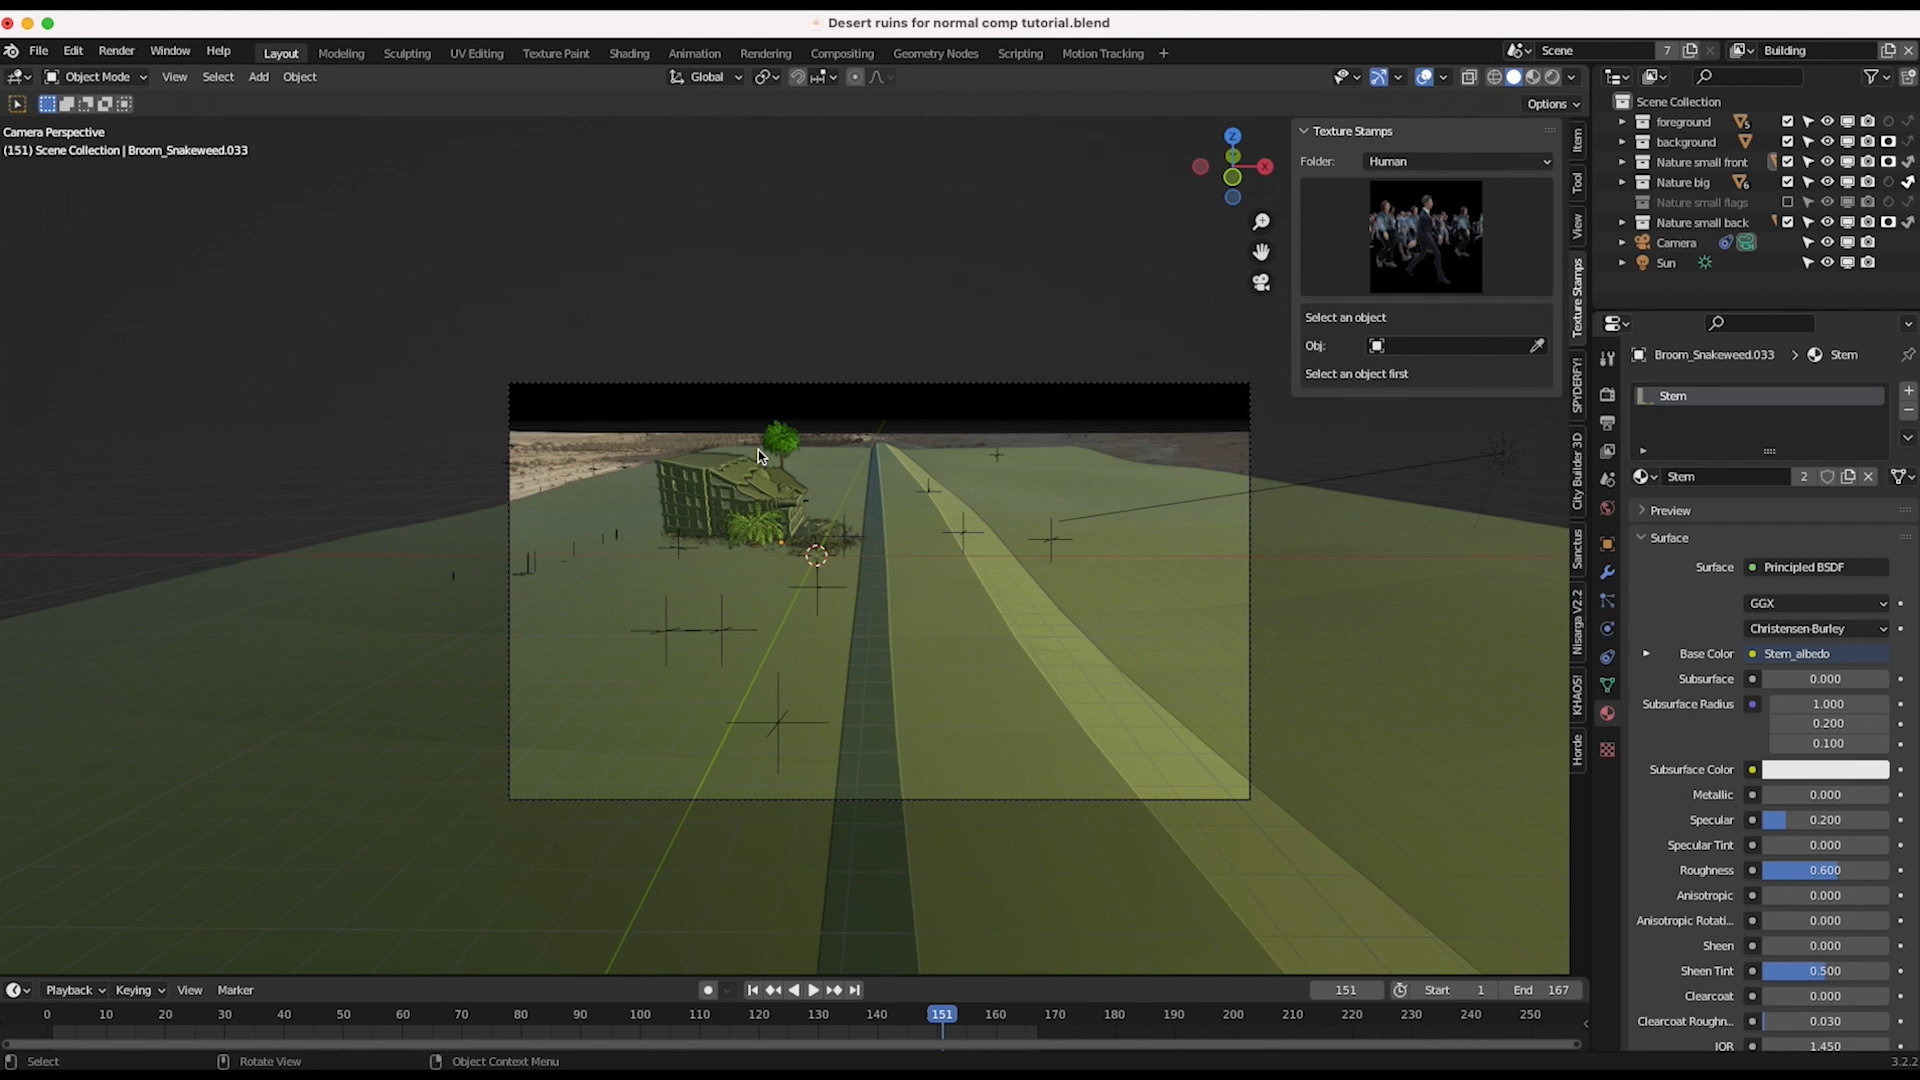 Desert ruins for normal comp tutorial.blend
File Edit Render Window Help Layout Modeling Sculpting UV Editing Texture Paint Shading Animation Rendering Compositing Geometry Nodes Scripting Motion Tracking + Scene 7 Building
Object Mode View Select Add Object Global
Options
Camera Perspective
(151) Scene Collection | Broom_Snakeweed.033
Z
X
Texture Stamps
Folder: Human
Select an object
Obj:
Select an object first
Item
Tool
View
Texture Stamps
SPYDERFY!
City Builder 3D
Sanctus
Nisarga V2.2
KHAOS!
Horde
Scene Collection
foreground 5
background
Nature small front
Nature big 6
Nature small flags
Nature small back
Camera
Sun
Broom_Snakeweed.033 > Stem
Stem
Stem 2
Preview
Surface
Surface Principled BSDF
GGX
Christensen-Burley
Base Color Stem_albedo
Subsurface 0.000
Subsurface Radius 1.000
0.200
0.100
Subsurface Color
Metallic 0.000
Specular 0.200
Specular Tint 0.000
Roughness 0.600
Anisotropic 0.000
Anisotropic Rotati... 0.000
Sheen 0.000
Sheen Tint 0.500
Clearcoat 0.000
Clearcoat Roughn... 0.030
IOR 1.450
Playback Keying View Marker 151 Start 1 End 167
0 10 20 30 40 50 60 70 80 90 100 110 120 130 140 151 160 170 180 190 200 210 220 230 240 250
Select Rotate View Object Context Menu 3.2.2